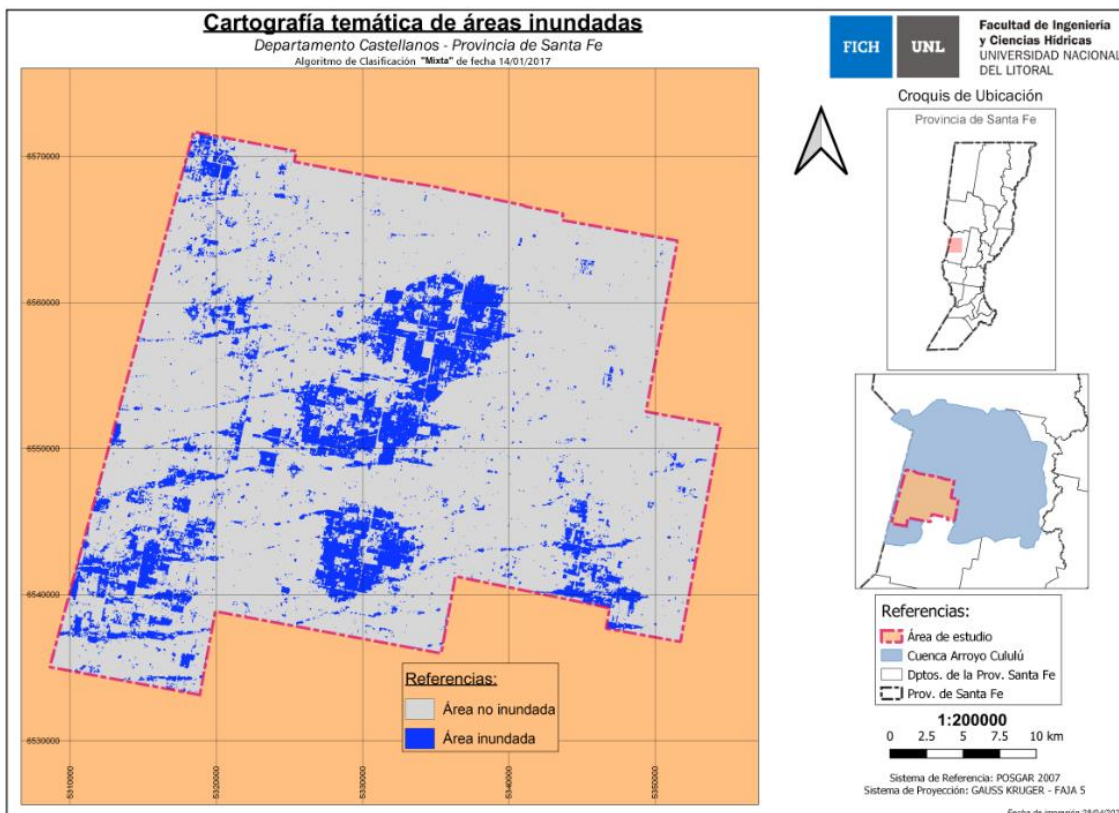 Cartografía temática de áreas inundadas
Departamento Castellanos - Provincia de Santa Fe
Algoritmo de Clasificación "Mixta" de fecha 14/01/2017
FICH
UNL
Facultad de Ingeniería
y Ciencias Hídricas
UNIVERSIDAD NACIONAL
DEL LITORAL
Croquis de Ubicación
Provincia de Santa Fe
6570000
6560000
6550000
6540000
6530000
5310000
5320000
5330000
5340000
5350000
Referencias:
Área no inundada
Área inundada
Referencias:
Área de estudio
Cuenca Arroyo Cululú
Dptos. de la Prov. Santa Fe
Prov. de Santa Fe
1:200000
0 2.5 5 7.5 10 km
Sistema de Referencia: POSGAR 2007
Sistema de Proyección: GAUSS KRUGER - FAJA 5
Fecha de impresión